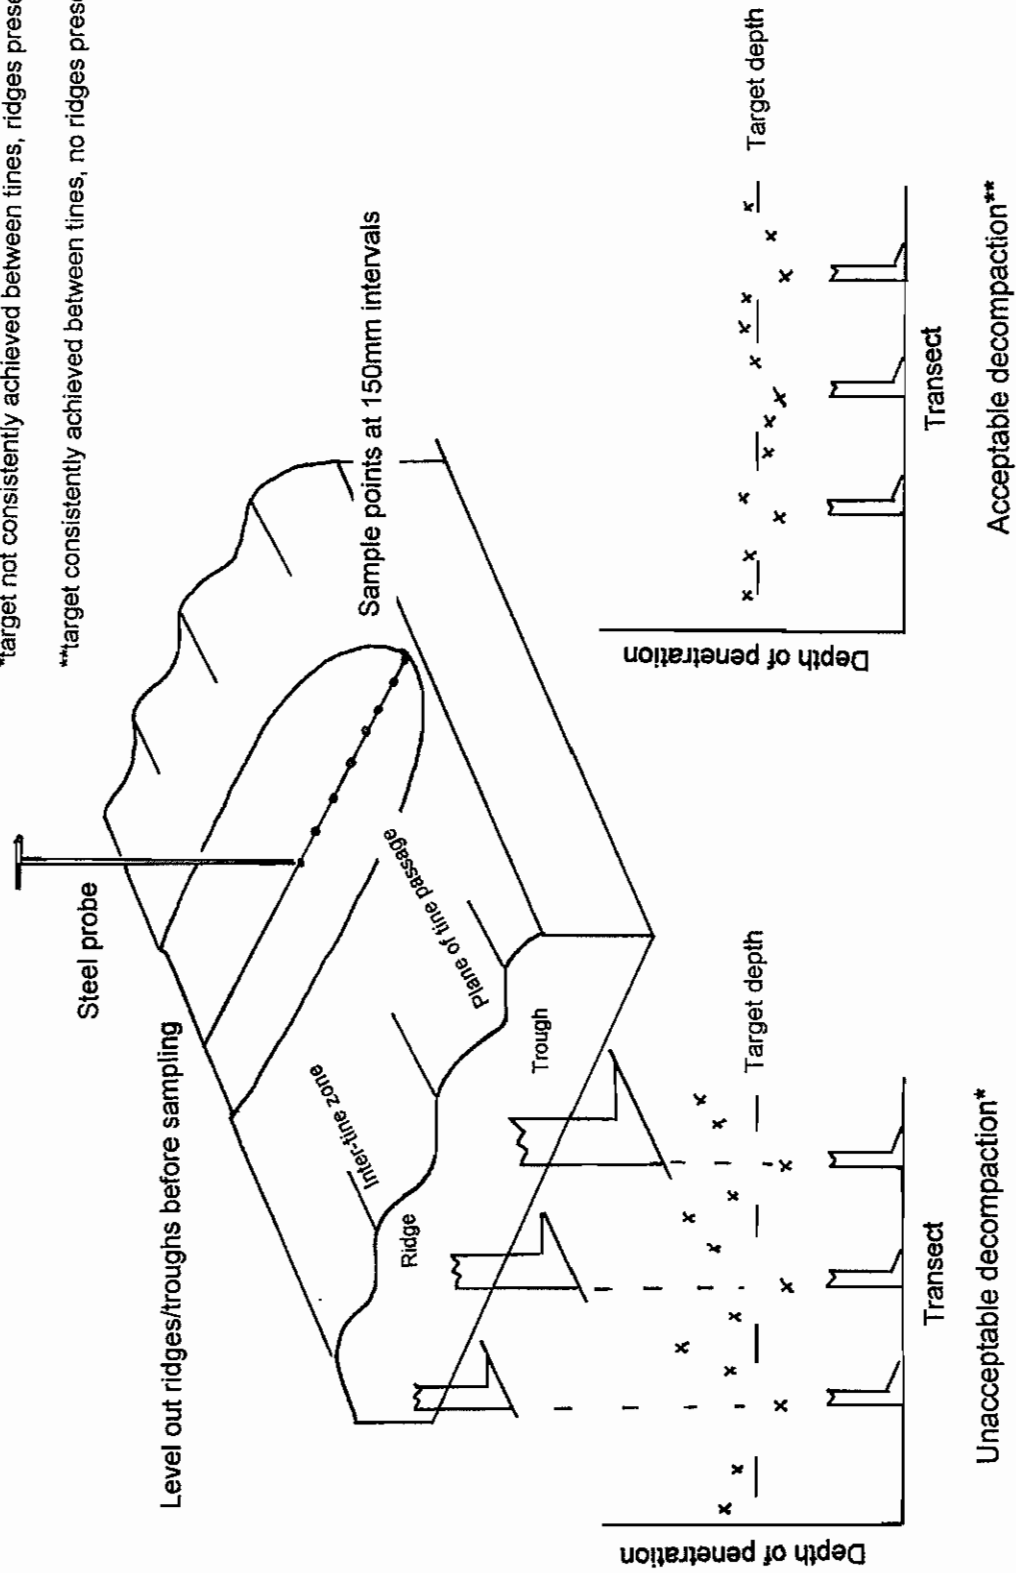 *target not consistently achieved between tines, ridges
**target consistently achieved between tines, no ridges
Steel probe
Level out ridges/troughs before sampling
Sample points at 150mm intervals
Inter-tine zone
Plane of tine passage
Ridge
Trough
Depth of penetration
Target depth
Transect
Unacceptable decompaction*
Depth of penetration
Target depth
Transect
Acceptable decompaction**